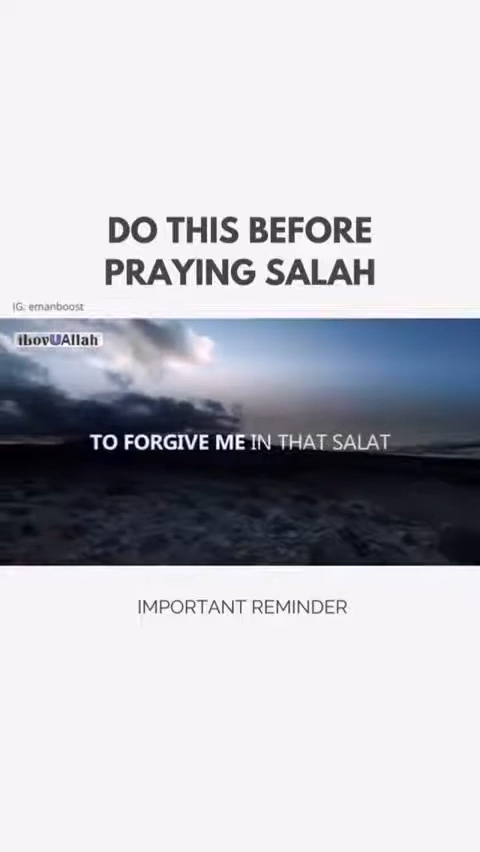 DO THIS BEFORE
PRAYING SALAH
IG: emanboost
iLovUAllah
TO FORGIVE ME IN THAT SALAT
IMPORTANT REMINDER